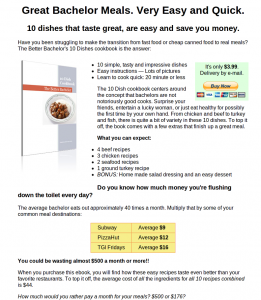 Great Bachelor Meals. Very Easy and Quick.
10 dishes that taste great, are easy and save you money.
Have you been struggling to make the transition from fast food or cheap canned food to real meals?
The Better Bachelor's 10 Dishes cookbook is the answer:
10 simple, tasty and impressive dishes
Easy instructions — Lots of pictures
Learn to cook quick: 20 minute or less
It's only $3.99.
Delivery by e-mail.
Buy Now
The 10 Dish cookbook centers around
the concept that bachelors are not
notoriously good cooks. Surprise your
friends, entertain a lucky woman, or just eat healthy for possibly
the first time by your own hand. From chicken and beef to turkey
and fish, there is quite a bit of variety in these 10 dishes. To top it
off, the book comes with a few extras that finish up a great meal.
What you can expect:
4 beef recipes
3 chicken recipes
2 seafood recipes
1 ground turkey recipe
BONUS: Home made salad dressing and an easy dessert
Do you know how much money you're flushing
down the toilet every day?
The average bachelor eats out approximately 40 times a month. Multiply that by some of your
common meal destinations:
Subway Average $9
PizzaHut Average $12
TGI Fridays Average $16
You could be wasting almost $500 a month or more!!
When you purchase this ebook, you will find how these easy recipes taste even better than your
favorite restaurants. To top it off, the average cost of all the ingredients for all 10 recipes combined
is $44.
How much would you rather pay a month for your meals? $500 or $176?